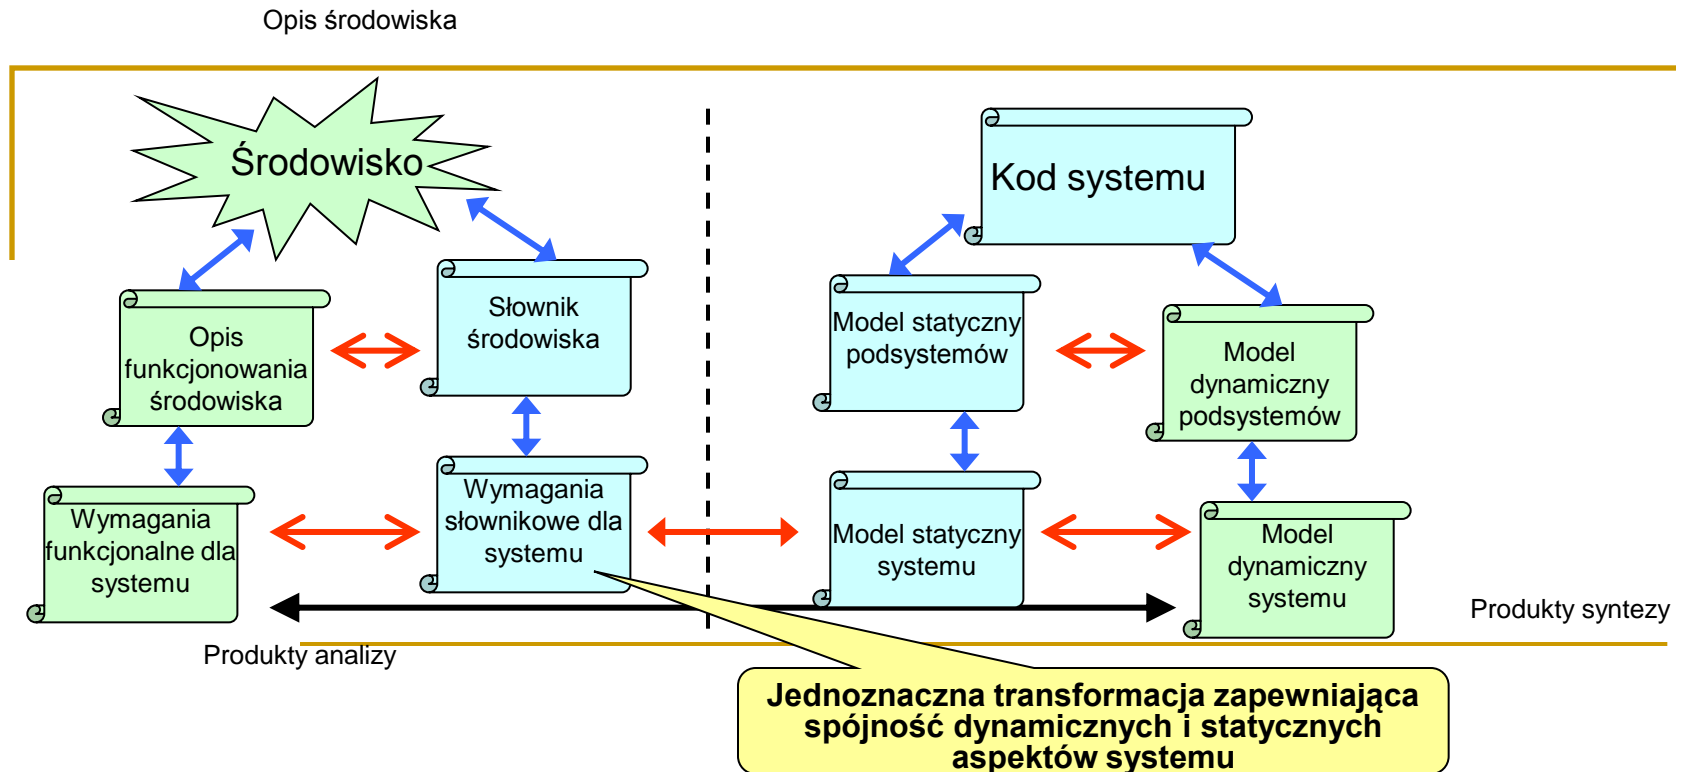 Opis środowiska
Środowisko
Kod systemu
Opis
funkcjonowania
środowiska
Słownik
środowiska
Model statyczny
podsystemów
Model
dynamiczny
podsystemów
Wymagania
funkcjonalne dla
systemu
Wymagania
słownikowe dla
systemu
Model statyczny
systemu
Model
dynamiczny
systemu
Produkty analizy
Produkty syntezy
Jednoznaczna transformacja zapewniająca
spójność dynamicznych i statycznych
aspektów systemu